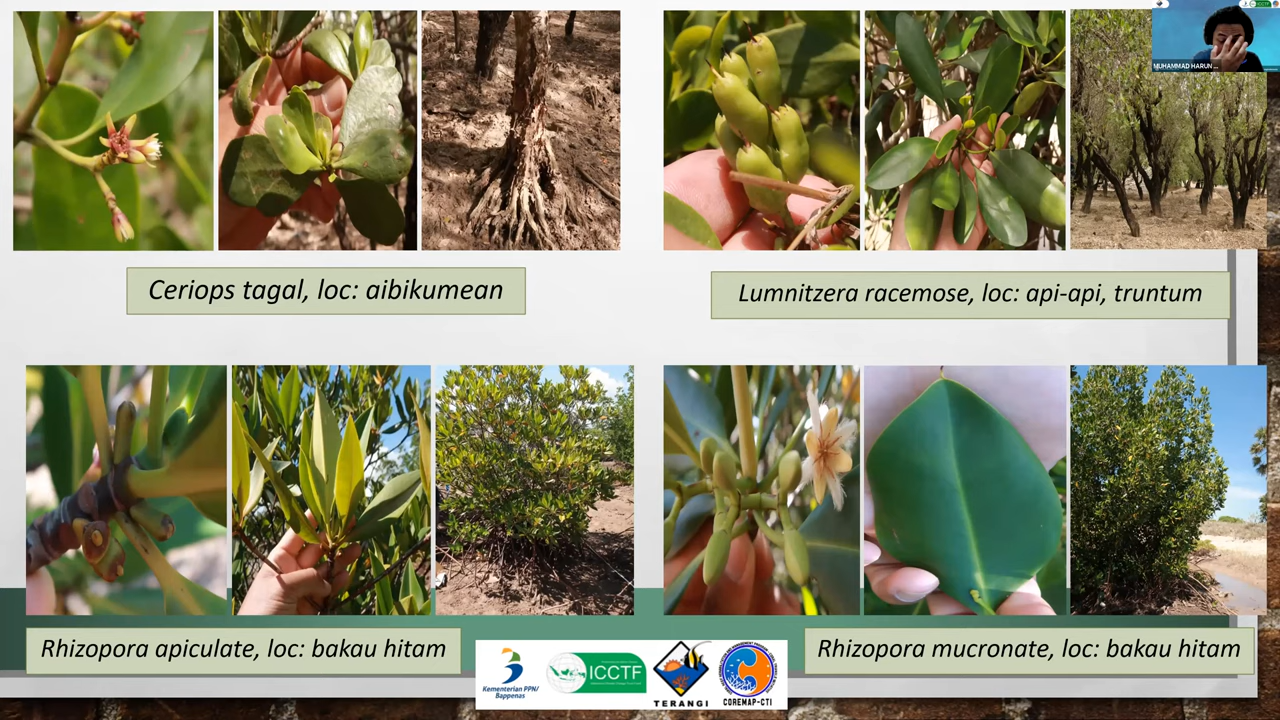 MUHAMMAD HARUN ...
Ceriops tagal, loc: aibikumean
Lumnitzera racemose, loc: api-api, truntum
Rhizopora apiculate, loc: bakau hitam
Rhizopora mucronate, loc: bakau hitam
Kementerian PPN/
Bappenas
ICCTF
TERANGI
COREMAP-CTI